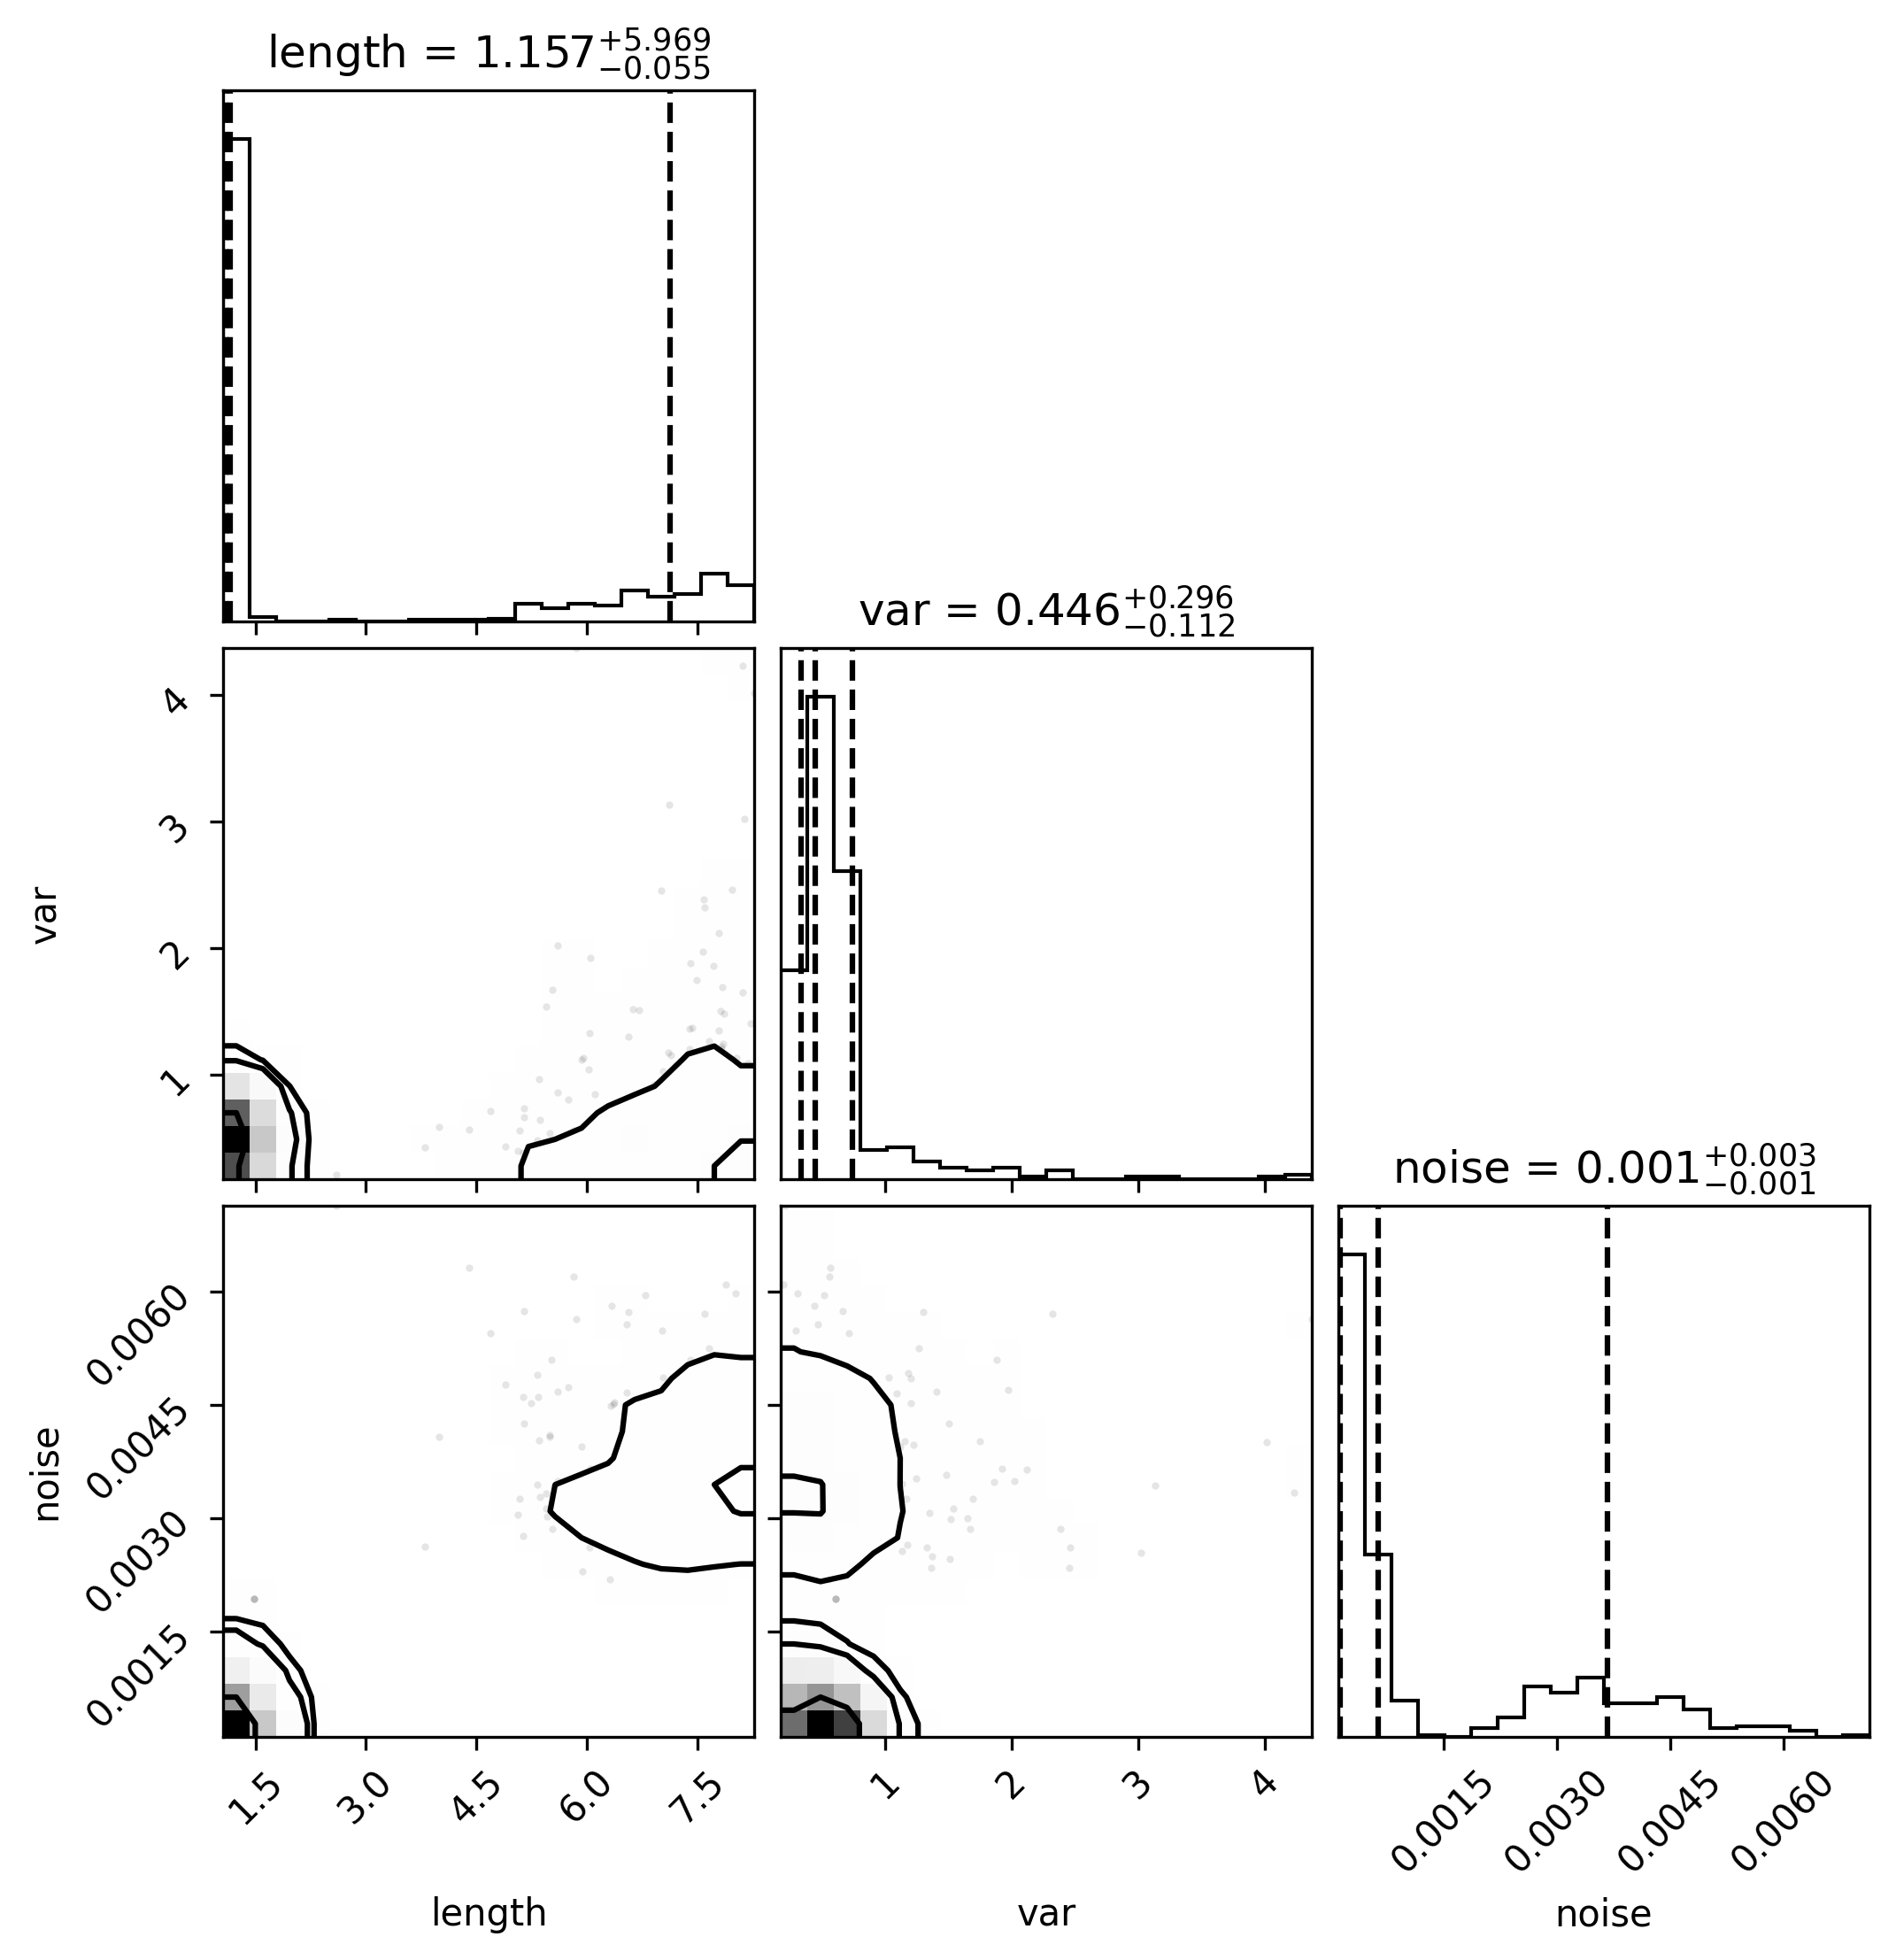 length = 1.157 +5.969 −0.055
var = 0.446 +0.296 −0.112
4
3
2
1
var
noise = 0.001 +0.003 −0.001
0.0060
0.0045
0.0030
0.0015
noise
1.5 3.0 4.5 6.0 7.5
1 2 3 4
0.0015 0.0030 0.0045 0.0060
length var noise